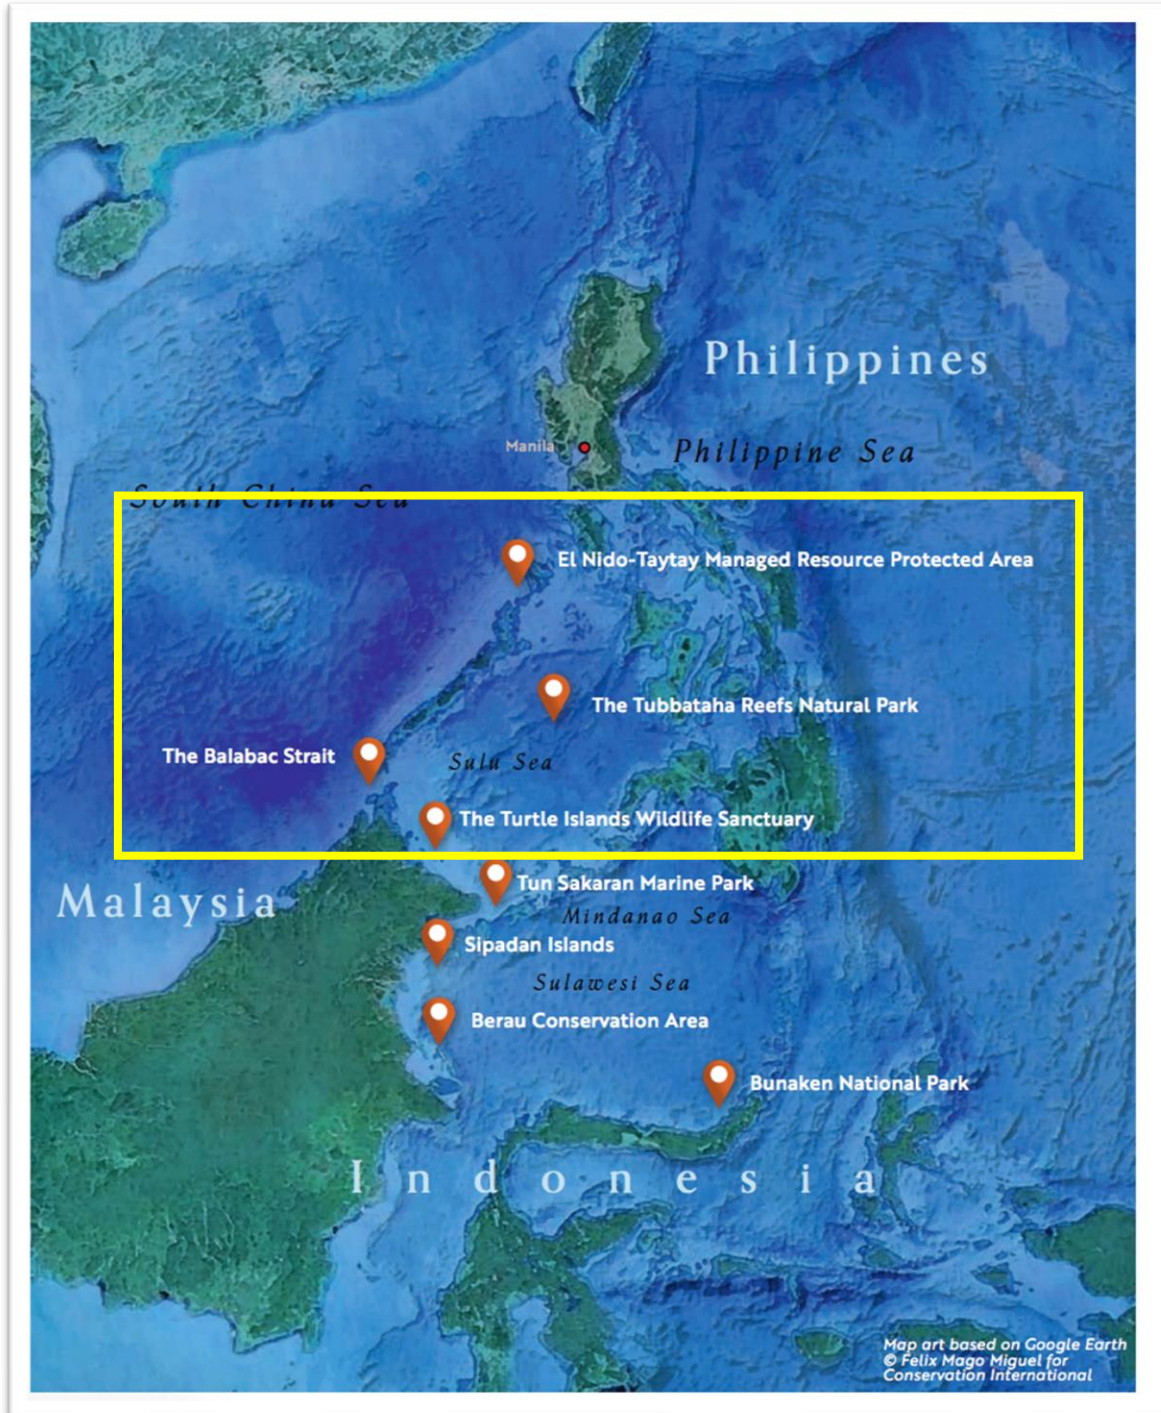 Philippines
Manila
Philippine Sea
South China Sea
El Nido-Taytay Managed Resource Protected Area
The Tubbataha Reefs Natural Park
The Balabac Strait
Sulu Sea
The Turtle Islands Wildlife Sanctuary
Tun Sakaran Marine Park
Malaysia
Mindanao Sea
Sipadan Islands
Sulawesi Sea
Berau Conservation Area
Bunaken National Park
Indonesia
Map art based on Google Earth
© Felix Mago Miguel for
Conservation International